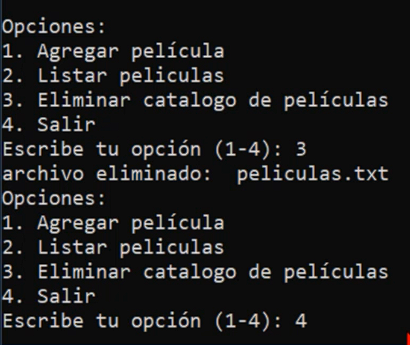 Opciones:
1. Agregar película
2. Listar peliculas
3. Eliminar catalogo de películas
4. Salir
Escribe tu opción (1-4): 3
archivo eliminado:  peliculas.txt
Opciones:
1. Agregar película
2. Listar peliculas
3. Eliminar catalogo de películas
4. Salir
Escribe tu opción (1-4): 4